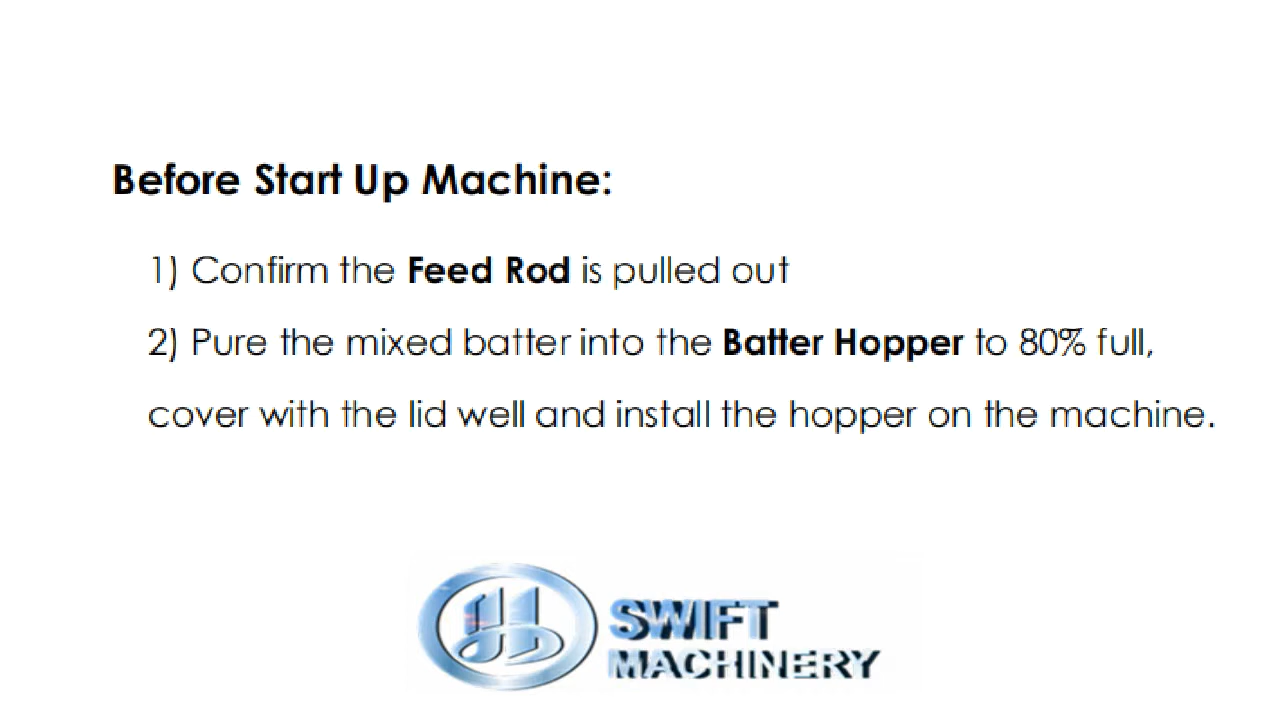 Before Start Up Machine:
1) Confirm the Feed Rod is pulled out
2) Pure the mixed batter into the Batter Hopper to 80% full,
cover with the lid well and install the hopper on the machine.
SWIFT
MACHINERY